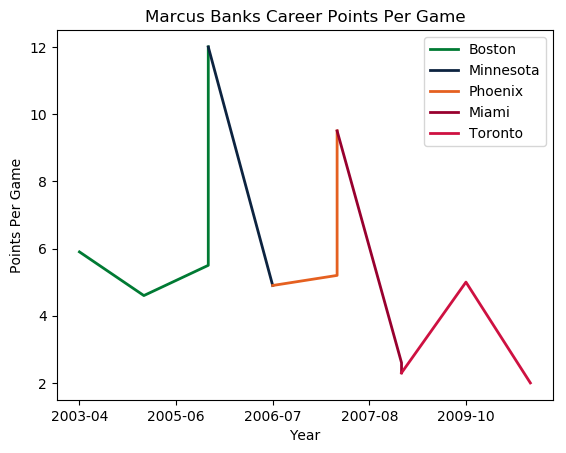 Marcus Banks Career Points Per Game
12
10
8
6
4
2
Points Per Game
2003-04
2005-06
2006-07
2007-08
2009-10
Year
Boston
Minnesota
Phoenix
Miami
Toronto